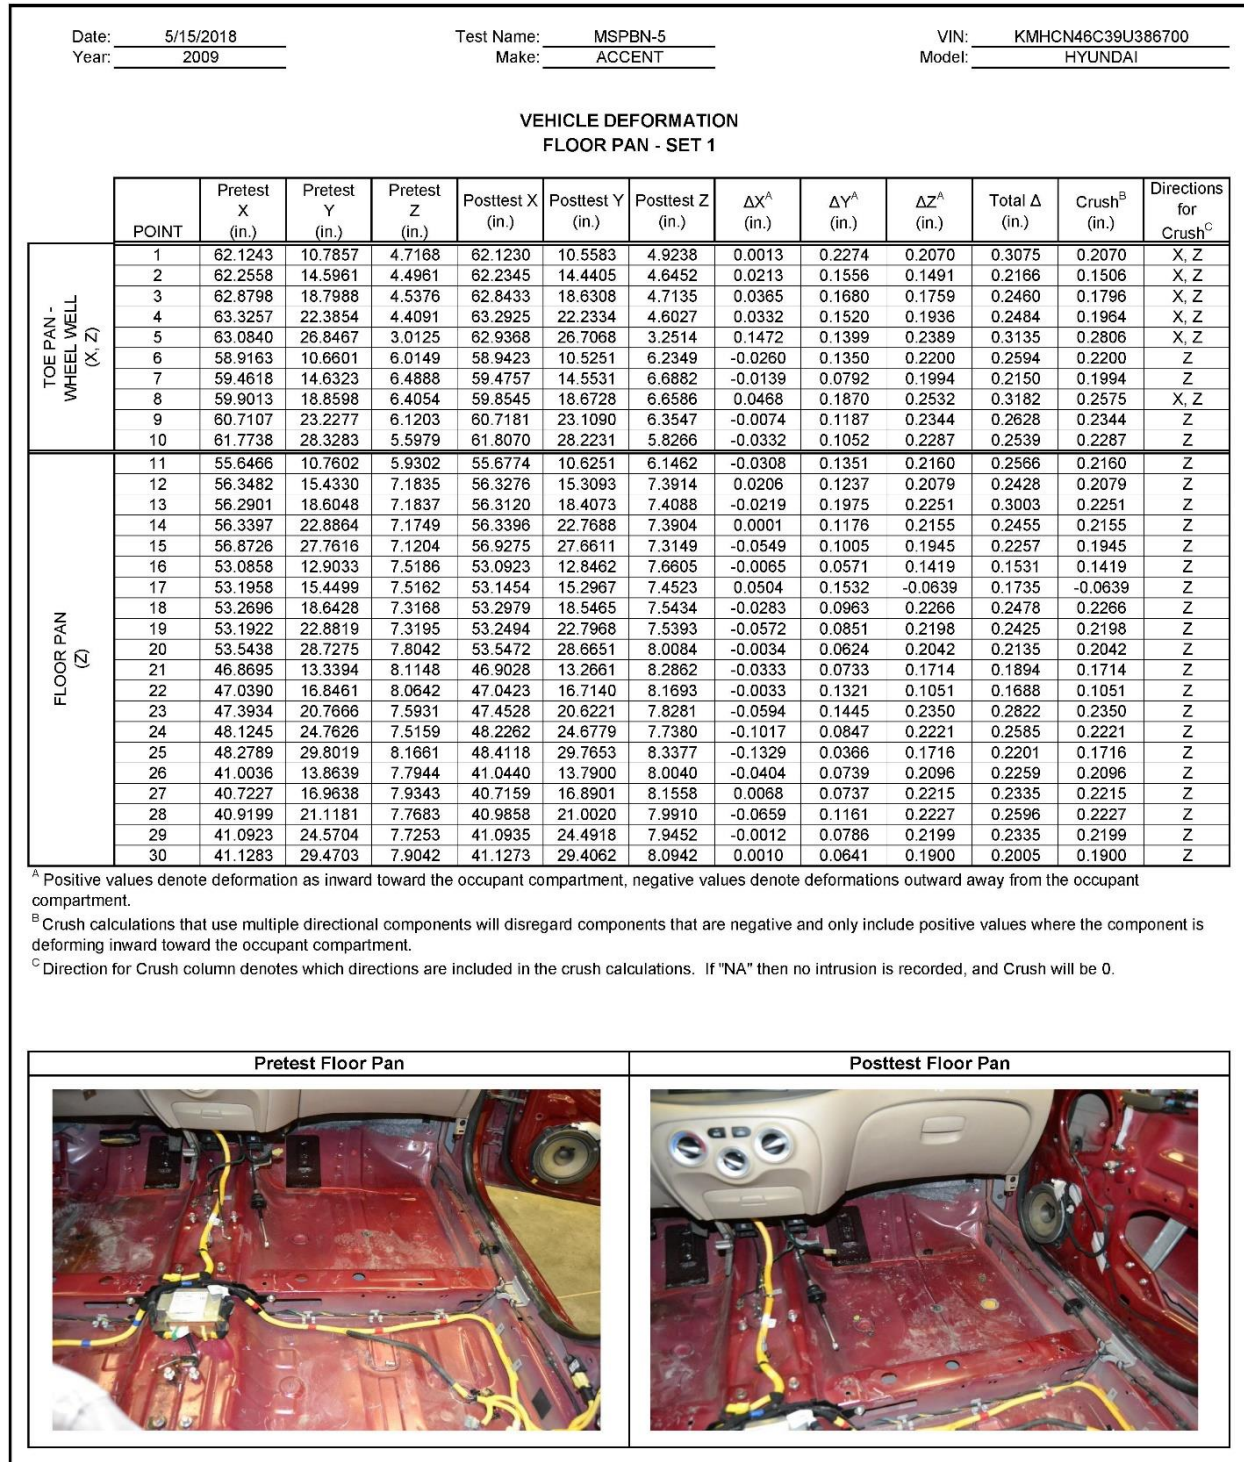 Date: 5/15/2018 Test Name: MSPBN-5 VIN: KMHCN46C39U386700
Year: 2009 Make: ACCENT Model: HYUNDAI
VEHICLE DEFORMATION
FLOOR PAN - SET 1
POINT Pretest X (in.) Pretest Y (in.) Pretest Z (in.) Posttest X (in.) Posttest Y (in.) Posttest Z (in.) ΔX^A (in.) ΔY^A (in.) ΔZ^A (in.) Total Δ (in.) Crush^B (in.) Directions for Crush^C
TOE PAN - WHEEL WELL (X, Z)
1 62.1243 10.7857 4.7168 62.1230 10.5583 4.9238 0.0013 0.2274 0.2070 0.3075 0.2070 X, Z
2 62.2558 14.5961 4.4961 62.2345 14.4405 4.6452 0.0213 0.1556 0.1491 0.2166 0.1506 X, Z
3 62.8798 18.7988 4.5376 62.8433 18.6308 4.7135 0.0365 0.1680 0.1759 0.2460 0.1796 X, Z
4 63.3257 22.3854 4.4091 63.2925 22.2334 4.6027 0.0332 0.1520 0.1936 0.2484 0.1964 X, Z
5 63.0840 26.8467 3.0125 62.9368 26.7068 3.2514 0.1472 0.1399 0.2389 0.3135 0.2806 X, Z
6 58.9163 10.6601 6.0149 58.9423 10.5251 6.2349 -0.0260 0.1350 0.2200 0.2594 0.2200 Z
7 59.4618 14.6323 6.4888 59.4757 14.5531 6.6882 -0.0139 0.0792 0.1994 0.2150 0.1994 Z
8 59.9013 18.8598 6.4054 59.8545 18.6728 6.6586 0.0468 0.1870 0.2532 0.3182 0.2575 X, Z
9 60.7107 23.2277 6.1203 60.7181 23.1090 6.3547 -0.0074 0.1187 0.2344 0.2628 0.2344 Z
10 61.7738 28.3283 5.5979 61.8070 28.2231 5.8266 -0.0332 0.1052 0.2287 0.2539 0.2287 Z
FLOOR PAN (Z)
11 55.6466 10.7602 5.9302 55.6774 10.6251 6.1462 -0.0308 0.1351 0.2160 0.2566 0.2160 Z
12 56.3482 15.4330 7.1835 56.3276 15.3093 7.3914 0.0206 0.1237 0.2079 0.2428 0.2079 Z
13 56.2901 18.6048 7.1837 56.3120 18.4073 7.4088 -0.0219 0.1975 0.2251 0.3003 0.2251 Z
14 56.3397 22.8864 7.1749 56.3396 22.7688 7.3904 0.0001 0.1176 0.2155 0.2455 0.2155 Z
15 56.8726 27.7616 7.1204 56.9275 27.6611 7.3149 -0.0549 0.1005 0.1945 0.2257 0.1945 Z
16 53.0858 12.9033 7.5186 53.0923 12.8462 7.6605 -0.0065 0.0571 0.1419 0.1531 0.1419 Z
17 53.1958 15.4499 7.5162 53.1454 15.2967 7.4523 0.0504 0.1532 -0.0639 0.1735 -0.0639 Z
18 53.2696 18.6428 7.3168 53.2979 18.5465 7.5434 -0.0283 0.0963 0.2266 0.2478 0.2266 Z
19 53.1922 22.8819 7.3195 53.2494 22.7968 7.5393 -0.0572 0.0851 0.2198 0.2425 0.2198 Z
20 53.5438 28.7275 7.8042 53.5472 28.6651 8.0084 -0.0034 0.0624 0.2042 0.2135 0.2042 Z
21 46.8695 13.3394 8.1148 46.9028 13.2661 8.2862 -0.0333 0.0733 0.1714 0.1894 0.1714 Z
22 47.0390 16.8461 8.0642 47.0423 16.7140 8.1693 -0.0033 0.1321 0.1051 0.1688 0.1051 Z
23 47.3934 20.7666 7.5931 47.4528 20.6221 7.8281 -0.0594 0.1445 0.2350 0.2822 0.2350 Z
24 48.1245 24.7626 7.5159 48.2262 24.6779 7.7380 -0.1017 0.0847 0.2221 0.2585 0.2221 Z
25 48.2789 29.8019 8.1661 48.4118 29.7653 8.3377 -0.1329 0.0366 0.1716 0.2201 0.1716 Z
26 41.0036 13.8639 7.7944 41.0440 13.7900 8.0040 -0.0404 0.0739 0.2096 0.2259 0.2096 Z
27 40.7227 16.9638 7.9343 40.7159 16.8901 8.1558 0.0068 0.0737 0.2215 0.2335 0.2215 Z
28 40.9199 21.1181 7.7683 40.9858 21.0020 7.9910 -0.0659 0.1161 0.2227 0.2596 0.2227 Z
29 41.0923 24.5704 7.7253 41.0935 24.4918 7.9452 -0.0012 0.0786 0.2199 0.2335 0.2199 Z
30 41.1283 29.4703 7.9042 41.1273 29.4062 8.0942 0.0010 0.0641 0.1900 0.2005 0.1900 Z
A Positive values denote deformation as inward toward the occupant compartment, negative values denote deformations outward away from the occupant
compartment.
B Crush calculations that use multiple directional components will disregard components that are negative and only include positive values where the component is
deforming inward toward the occupant compartment.
C Direction for Crush column denotes which directions are included in the crush calculations. If "NA" then no intrusion is recorded, and Crush will be 0.
Pretest Floor Pan Posttest Floor Pan